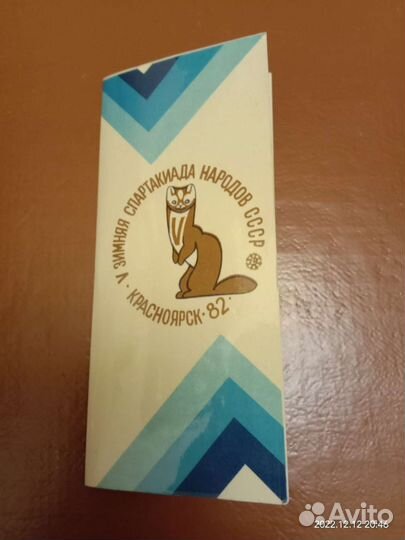 V ЗИМНЯЯ СПАРТАКИАДА НАРОДОВ СССР
· КРАСНОЯРСК · 82 ·
Avito
2022.12.12 20:46